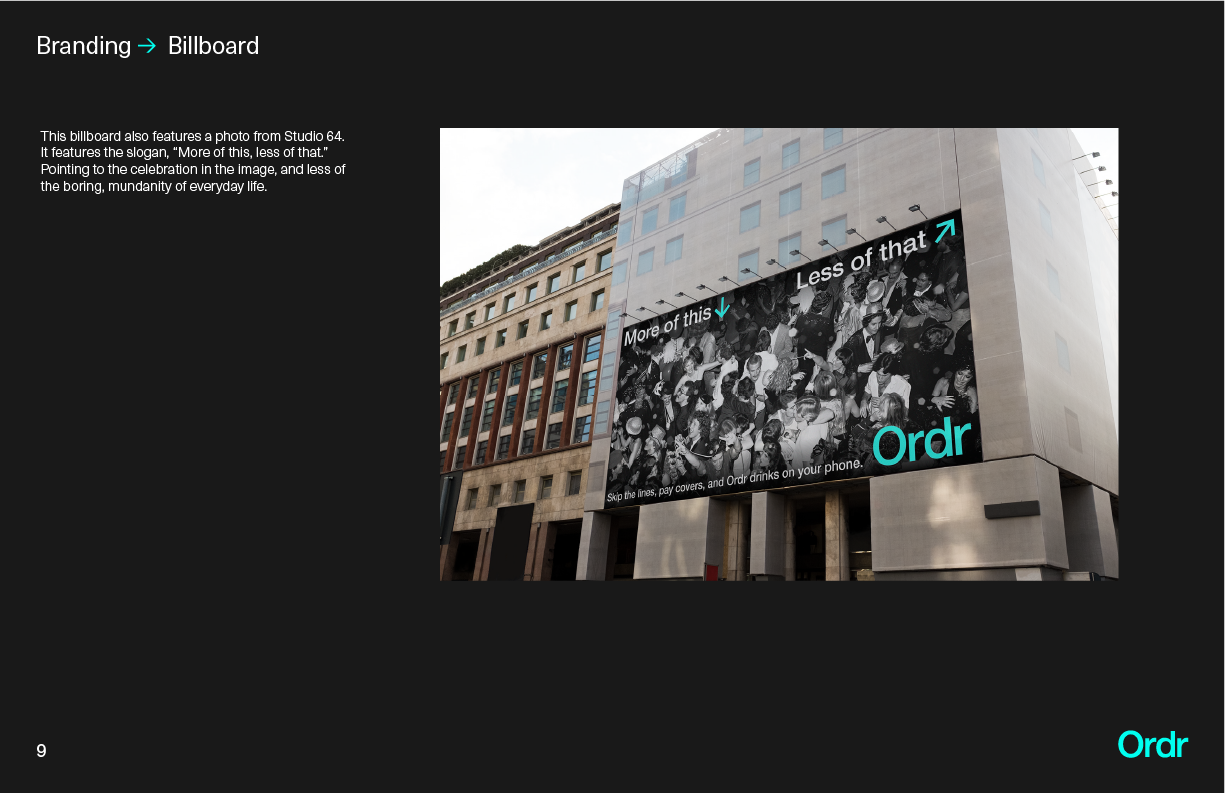 Branding → Billboard
This billboard also features a photo from Studio 64.
It features the slogan, “More of this, less of that.”
Pointing to the celebration in the image, and less of
the boring, mundanity of everyday life.
Less of that ↗
More of this ↓
Ordr
Skip the lines, pay covers, and Ordr drinks on your phone.
9
Ordr